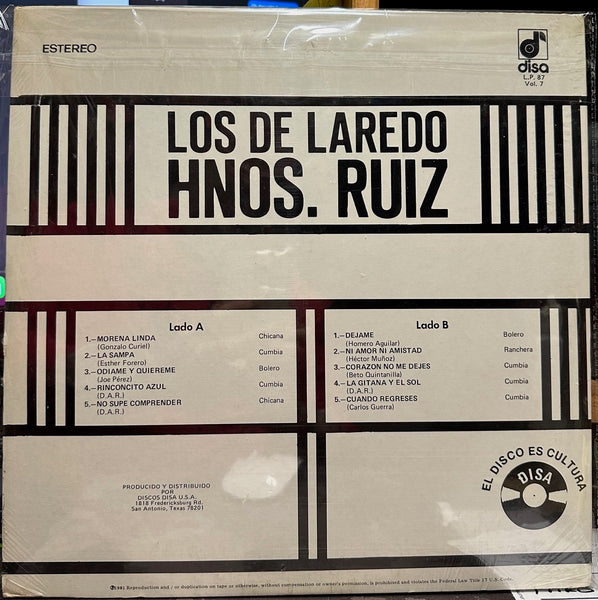 ESTEREO
disa
L.P. 87
Vol. 7
LOS DE LAREDO
HNOS. RUIZ
Lado A
1.—MORENA LINDA Chicana
(Gonzalo Curiel)
2.—LA SAMPA Cumbia
(Esther Forero)
3.—ODIAME Y QUIEREME Bolero
(Joe Pérez)
4.—RINCONCITO AZUL Cumbia
(D.A.R.)
5.—NO SUPE COMPRENDER Chicana
(D.A.R.)
Lado B
1.—DEJAME Bolero
(Homero Aguilar)
2.—NI AMOR NI AMISTAD Ranchera
(Héctor Muñoz)
3.—CORAZON NO ME DEJES Cumbia
(Beto Quintanilla)
4.—LA GITANA Y EL SOL Cumbia
(D.A.R.)
5.—CUANDO REGRESES Cumbia
(Carlos Guerra)
PRODUCIDO Y DISTRIBUIDO
POR
DISCOS DISA U.S.A.
1818 Fredericksburg Rd.
San Antonio, Texas 78201
EL DISCO ES CULTURA
DISA
℗1981 Reproduction and / or duplication on tape or otherwise, without compensation or owner's permission, is prohibited and violates the Federal Law Title 17 U.S. Code.